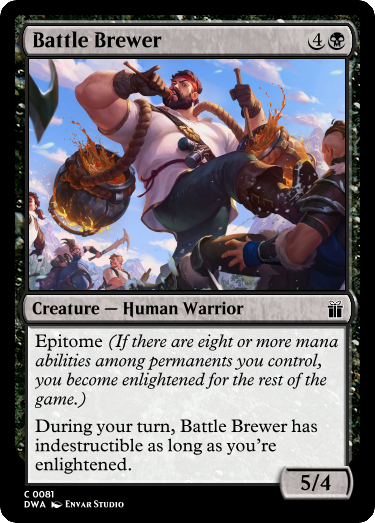 Battle Brewer 4
Creature — Human Warrior
Epitome (If there are eight or more mana
abilities among permanents you control,
you become enlightened for the rest of the
game.)
During your turn, Battle Brewer has
indestructible as long as you're
enlightened.
5/4
C 0081
DWA Envar Studio